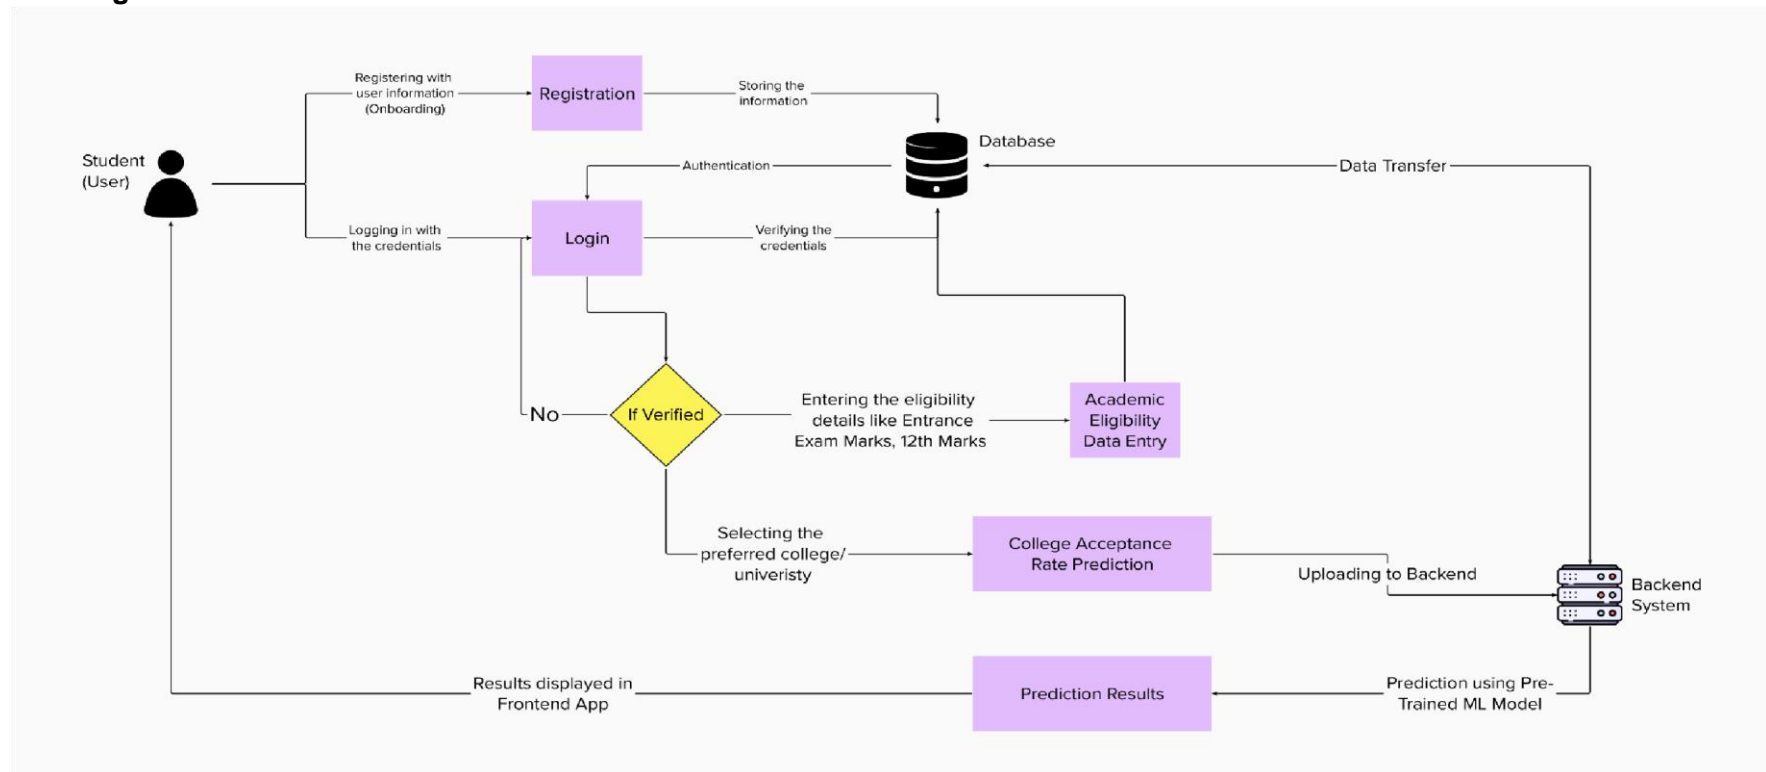 Registering with
user information
(Onboarding)
Registration
Storing the
information
Database
Student
(User)
Authentication
Data Transfer
Logging in with
the credentials
Login
Verifying the
credentials
No
If Verified
Entering the eligibility
details like Entrance
Exam Marks, 12th Marks
Academic
Eligibility
Data Entry
Selecting the
preferred college/
univeristy
College Acceptance
Rate Prediction
Uploading to Backend
Backend
System
Results displayed in
Frontend App
Prediction Results
Prediction using Pre-
Trained ML Model